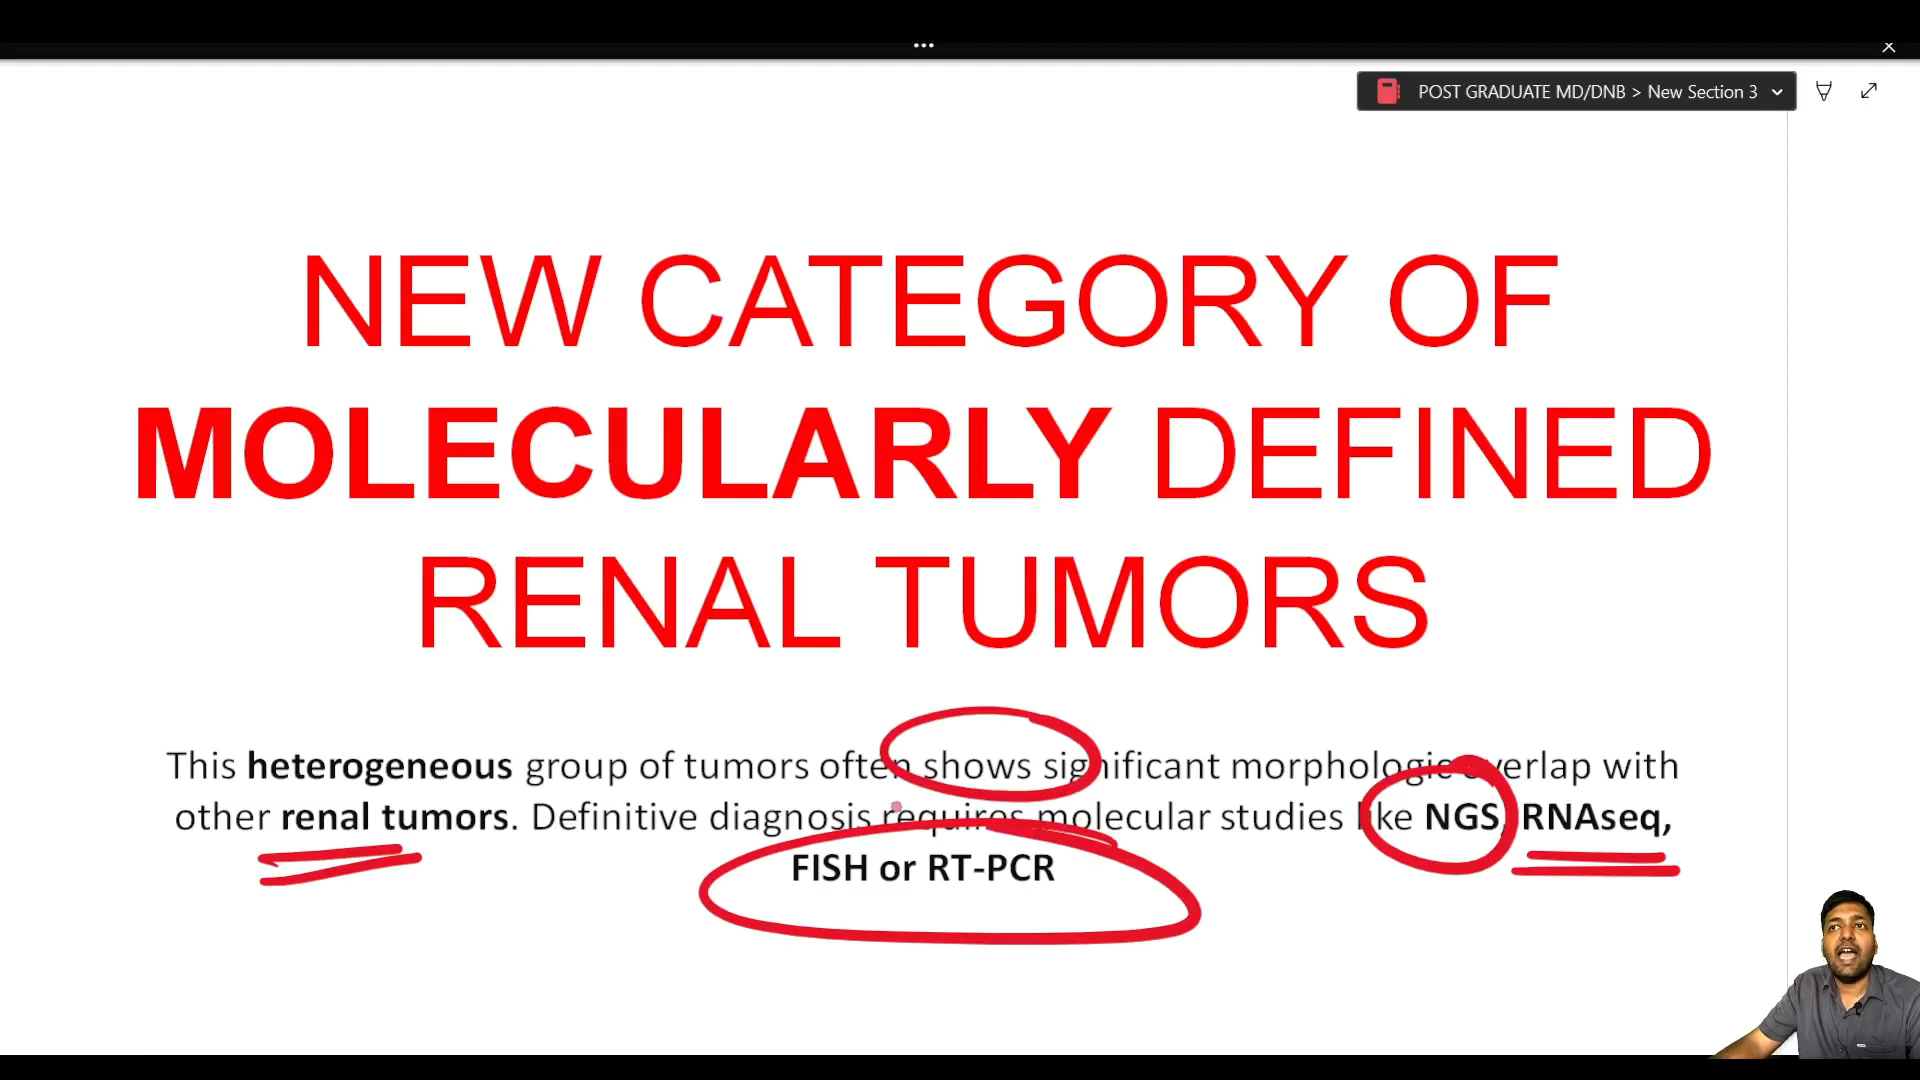 POST GRADUATE MD/DNB > New Section 3
NEW CATEGORY OF
MOLECULARLY DEFINED
RENAL TUMORS
This heterogeneous group of tumors often shows significant morphologic overlap with
other renal tumors. Definitive diagnosis requires molecular studies like NGS, RNAseq,
FISH or RT-PCR